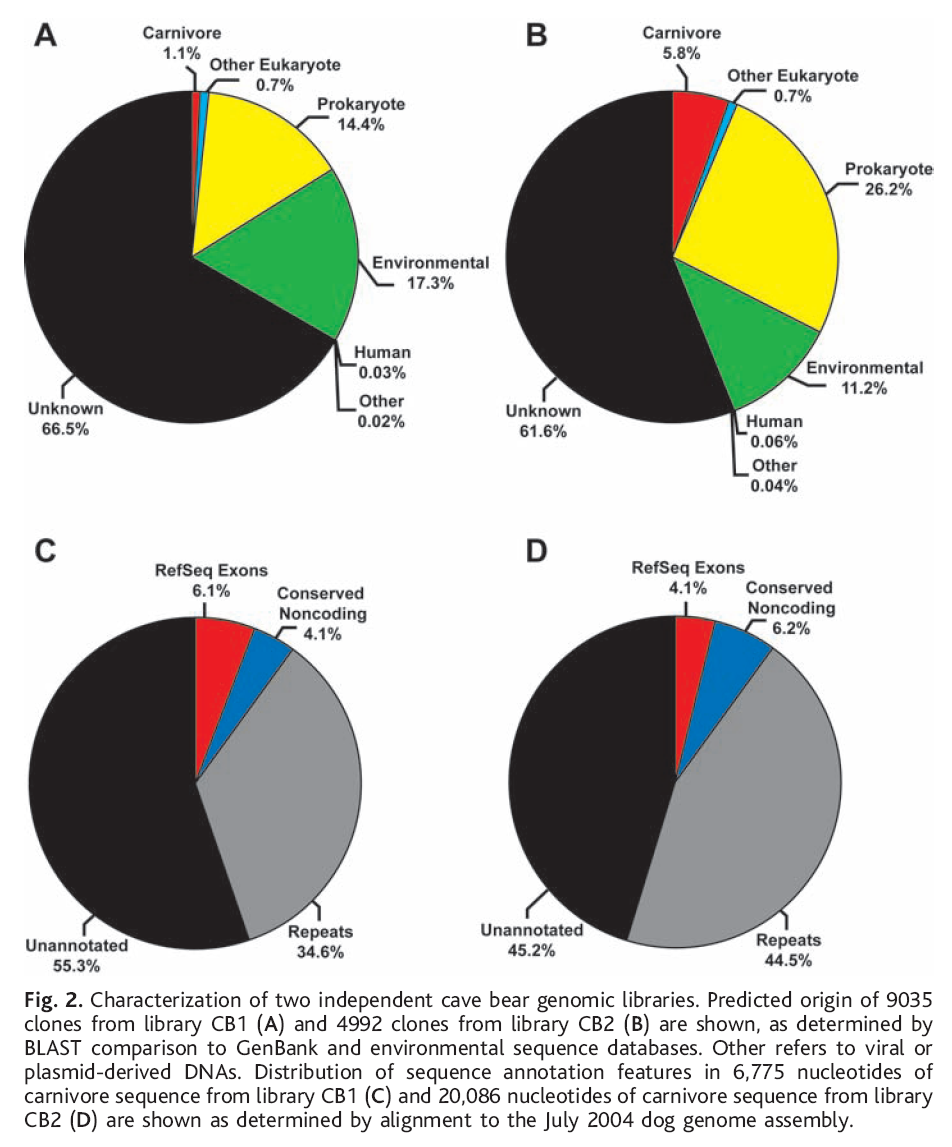 A
Carnivore
1.1%
Other Eukaryote
0.7%
Prokaryote
14.4%
Environmental
17.3%
Human
0.03%
Other
0.02%
Unknown
66.5%
B
Carnivore
5.8%
Other Eukaryote
0.7%
Prokaryote
26.2%
Environmental
11.2%
Human
0.06%
Other
0.04%
Unknown
61.6%
C
RefSeq Exons
6.1%
Conserved
Noncoding
4.1%
Repeats
34.6%
Unannotated
55.3%
D
RefSeq Exons
4.1%
Conserved
Noncoding
6.2%
Repeats
44.5%
Unannotated
45.2%
Fig. 2. Characterization of two independent cave bear genomic libraries. Predicted origin of 9035
clones from library CB1 (A) and 4992 clones from library CB2 (B) are shown, as determined by
BLAST comparison to GenBank and environmental sequence databases. Other refers to viral or
plasmid-derived DNAs. Distribution of sequence annotation features in 6,775 nucleotides of
carnivore sequence from library CB1 (C) and 20,086 nucleotides of carnivore sequence from library
CB2 (D) are shown as determined by alignment to the July 2004 dog genome assembly.